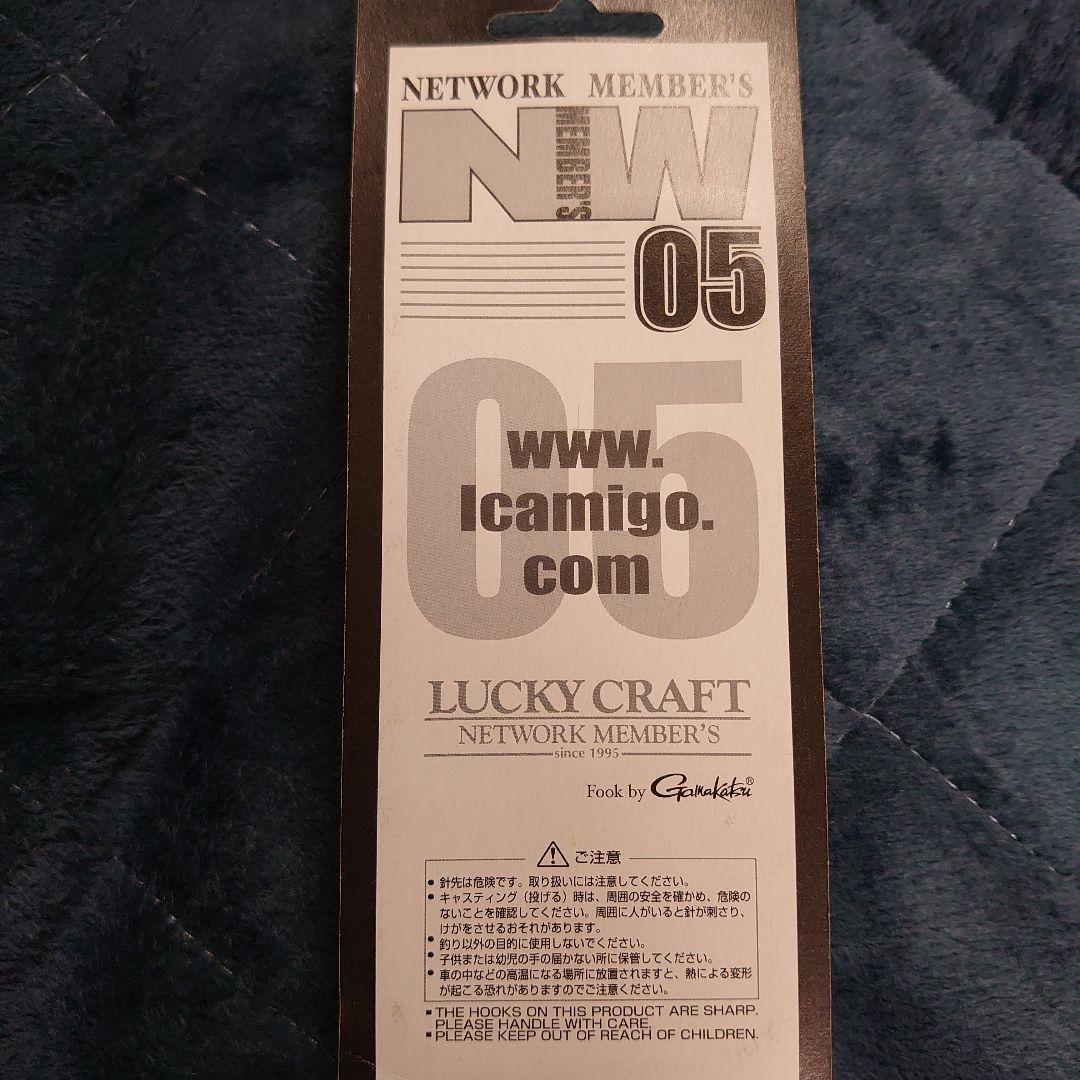 NETWORK MEMBER'S
NW
MEMBER'S
05
05
www.
lcamigo.
com
LUCKY CRAFT
NETWORK MEMBER'S
since 1995
Fook by Gamakatsu®
ご注意
• 針先は危険です。取り扱いには注意してください。
• キャスティング（投げる）時は、周囲の安全を確かめ、危険の
ないことを確認してください。周囲に人がいると針が刺さり、
けがをさせるおそれがあります。
• 釣り以外の目的に使用しないでください。
• 子供または幼児の手の届かない所に保管してください。
• 車の中などの高温になる場所に放置されますと、熱による変形
が起こる恐れがありますのでご注意ください。
▪THE HOOKS ON THIS PRODUCT ARE SHARP.
PLEASE HANDLE WITH CARE.
▪PLEASE KEEP OUT OF REACH OF CHILDREN.